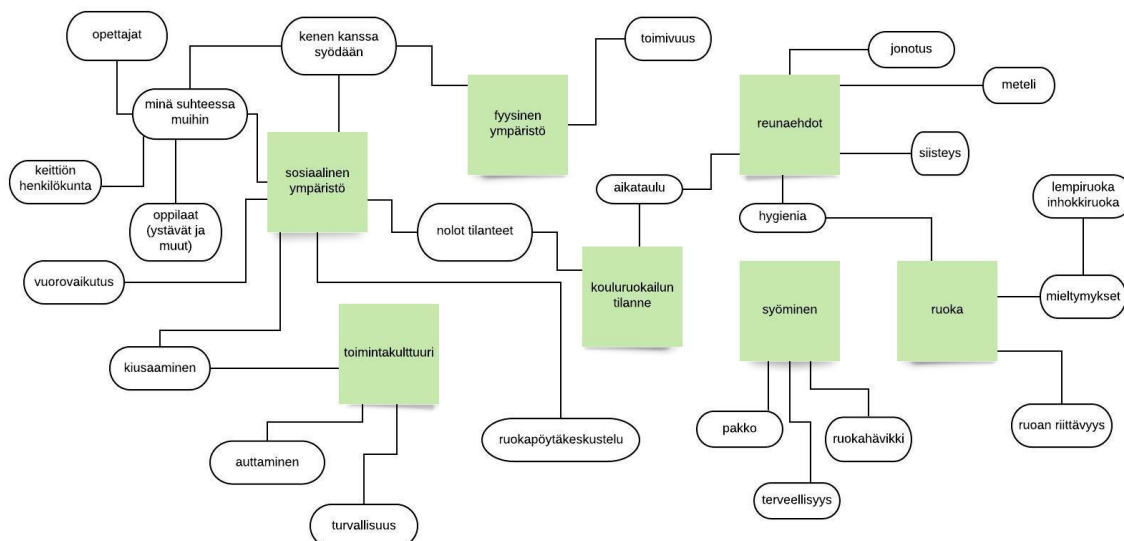 opettajat
kenen kanssa
syödään
toimivuus
jonotus
meteli
minä suhteessa
muihin
fyysinen
ympäristö
reunaehdot
siisteys
keittiön
henkilökunta
sosiaalinen
ympäristö
aikataulu
lempiruoka
inhokkiruoka
oppilaat
(ystävät ja
muut)
nolot tilanteet
hygienia
vuorovaikutus
kouluruokailun
tilanne
syöminen
ruoka
mieltymykset
kiusaaminen
toimintakulttuuri
ruokapöytäkeskustelu
pakko
ruokahävikki
ruoan riittävyys
auttaminen
terveellisyys
turvallisuus